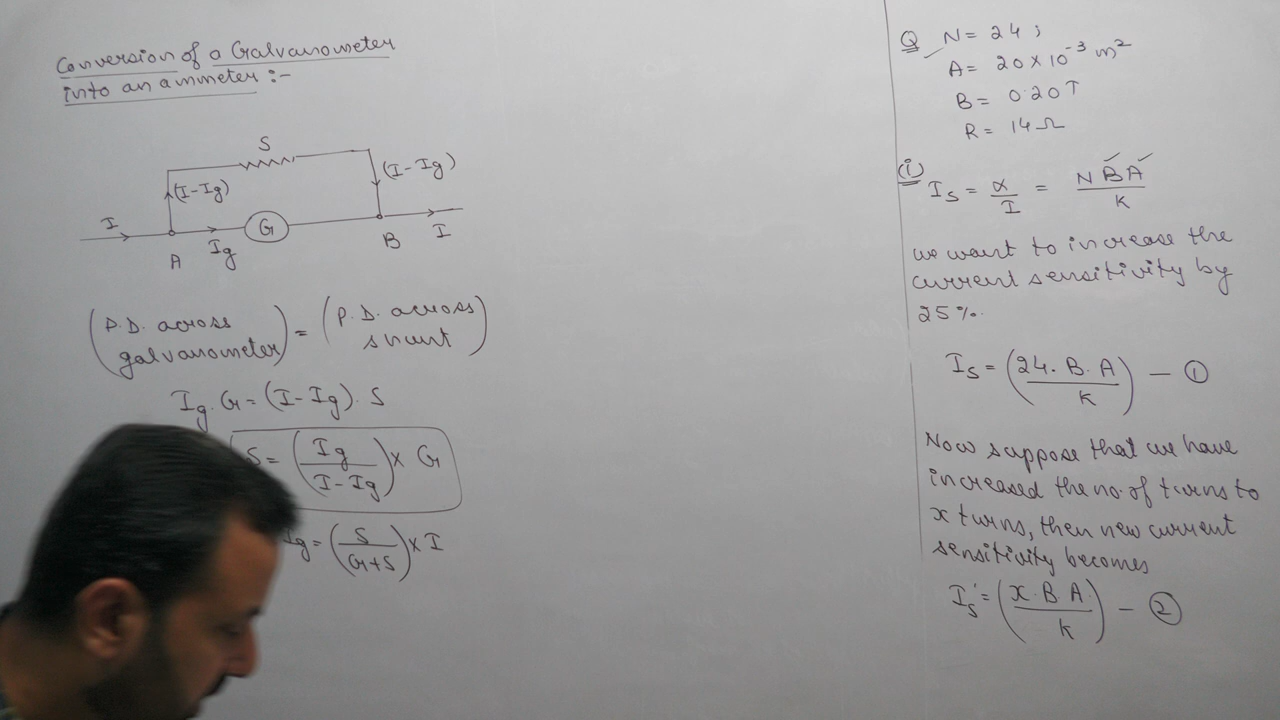 Conversion of a Galvanometer
into an ammeter :-
S
(I-Ig)
(I-Ig)
I
Ig
G
A
B
I
(P.D. across galvanometer) = (P.D. across shunt)
Ig. G = (I - Ig). S
S = (Ig / I - Ig) × G
Ig = (S / G+S) × I
Q N = 24 ;
A = 20 × 10⁻³ m²
B = 0.20 T
R = 14 Ω
(i) Is = α / I = N B A / K
we want to increase the
current sensitivity by
25%.
Is = (24. B. A / K) — ①
Now suppose that we have
increased the no. of turns to
x turns, then new current
sensitivity becomes
Is' = (x. B A. / K) — ②